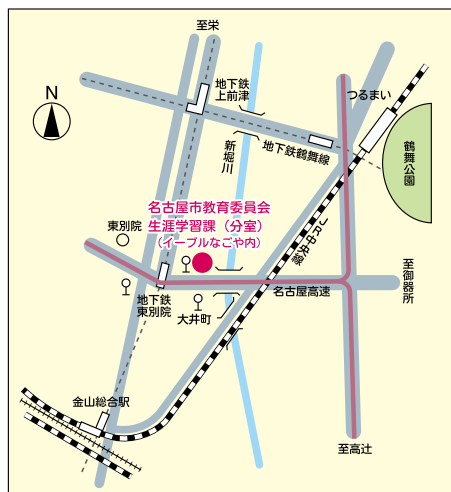 至栄
地下鉄
上前津
つるまい
N
新堀川
地下鉄鶴舞線
鶴舞公園
名古屋市教育委員会
生涯学習課(分室)
(イーブルなごや内)
東別院
JR中央線
至御器所
名古屋高速
地下鉄
東別院
大井町
金山総合駅
至高辻